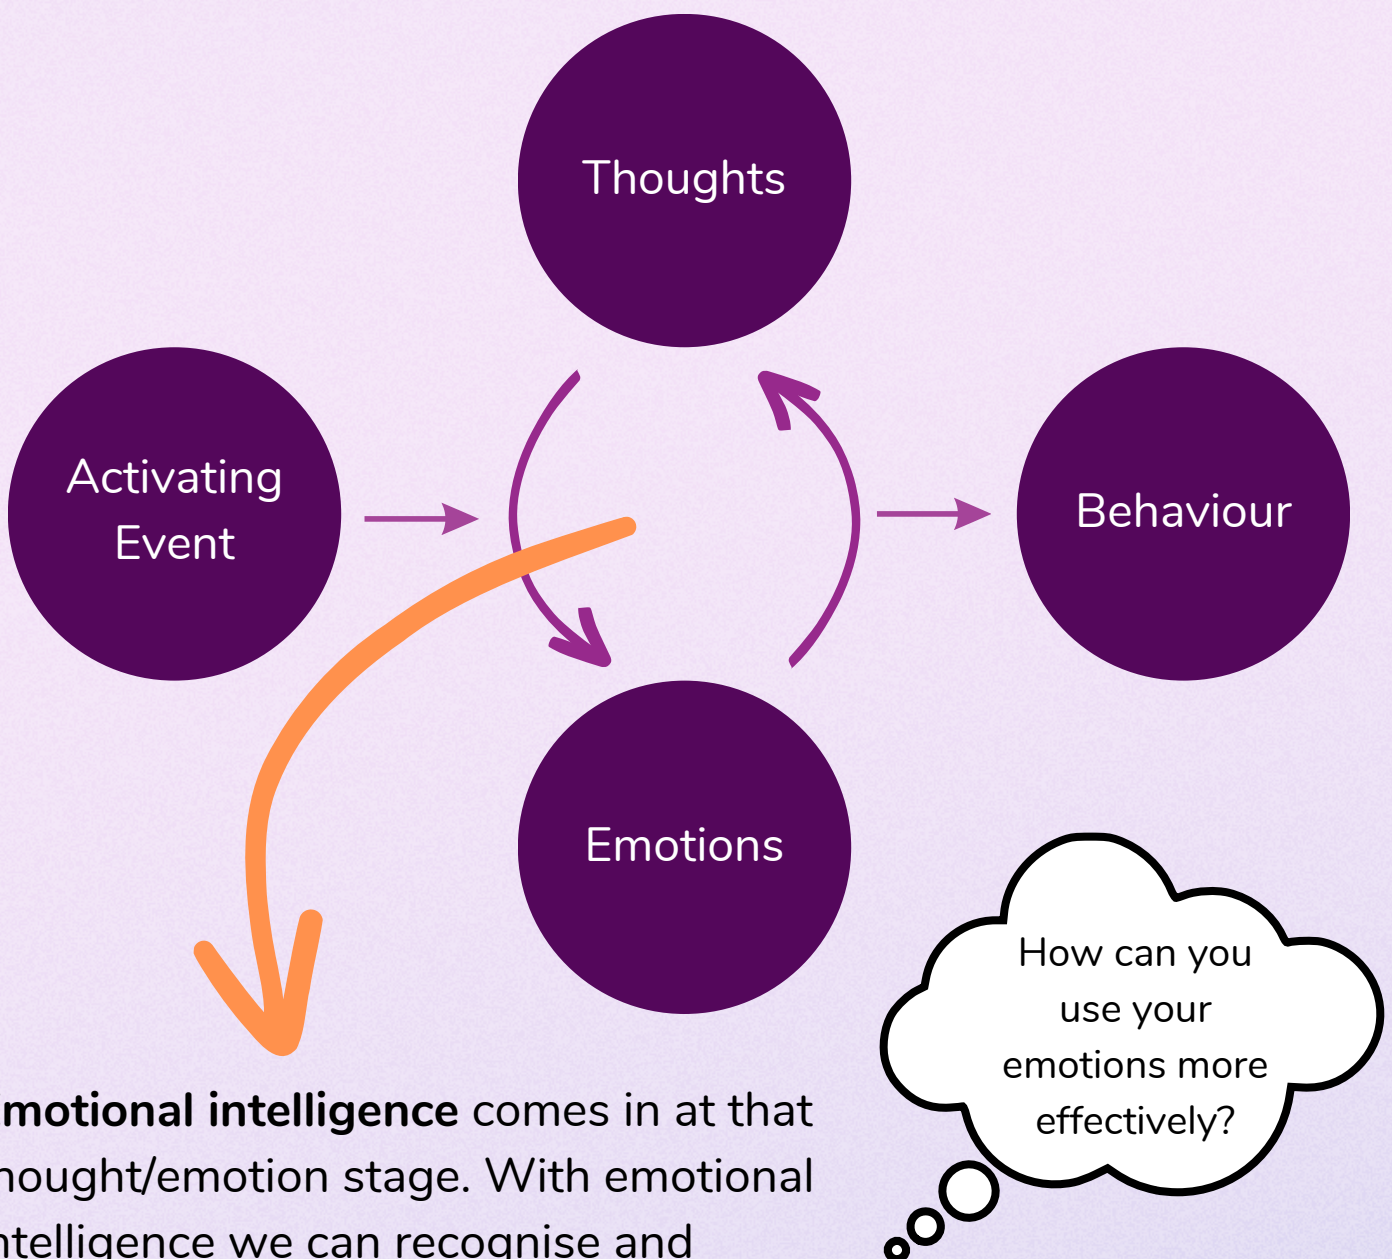 Thoughts
Activating
Event
Behaviour
Emotions
How can you
use your
emotions more
effectively?
motional intelligence comes in at that
hought/emotion stage. With emotional
ntelligence we can recognise and